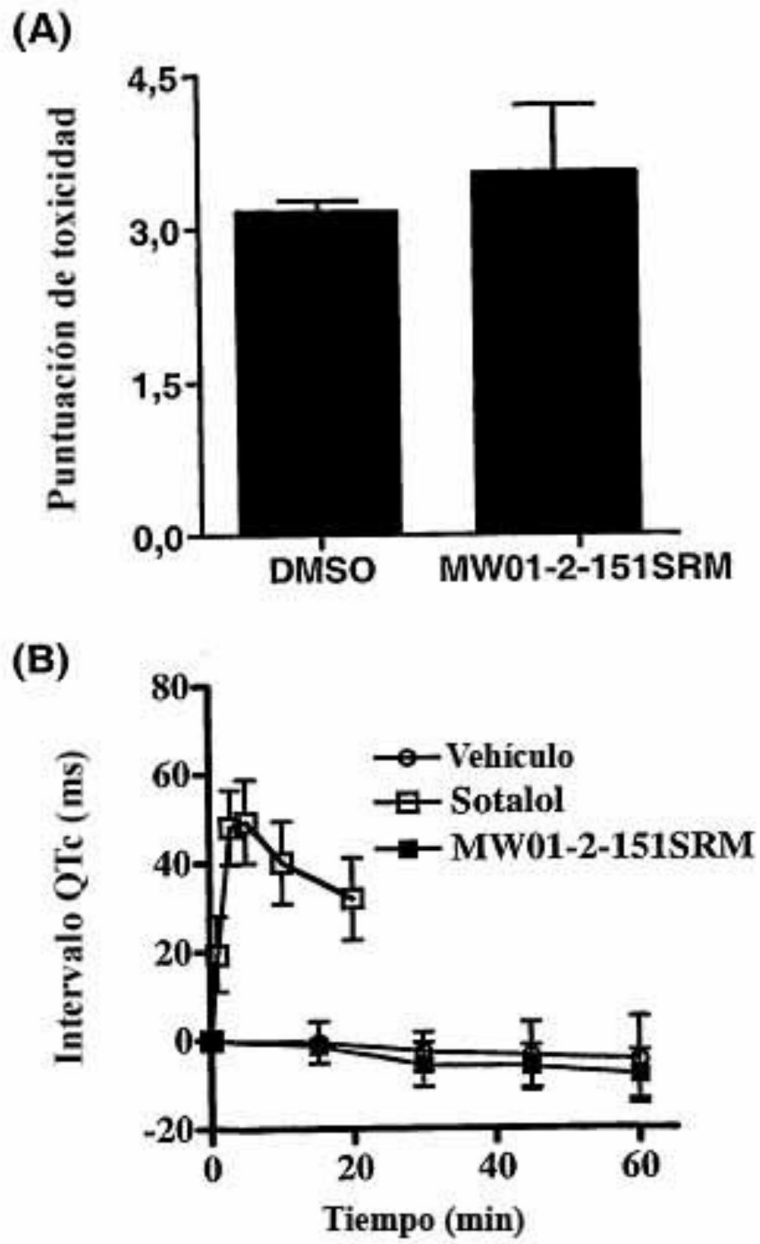 (A)
Puntuación de toxicidad
4,5
3,0
1,5
0,0
DMSO
MW01-2-151SRM
(B)
Intervalo QTc (ms)
80
60
40
20
0
-20
Vehículo
Sotalol
MW01-2-151SRM
0
20
40
60
Tiempo (min)